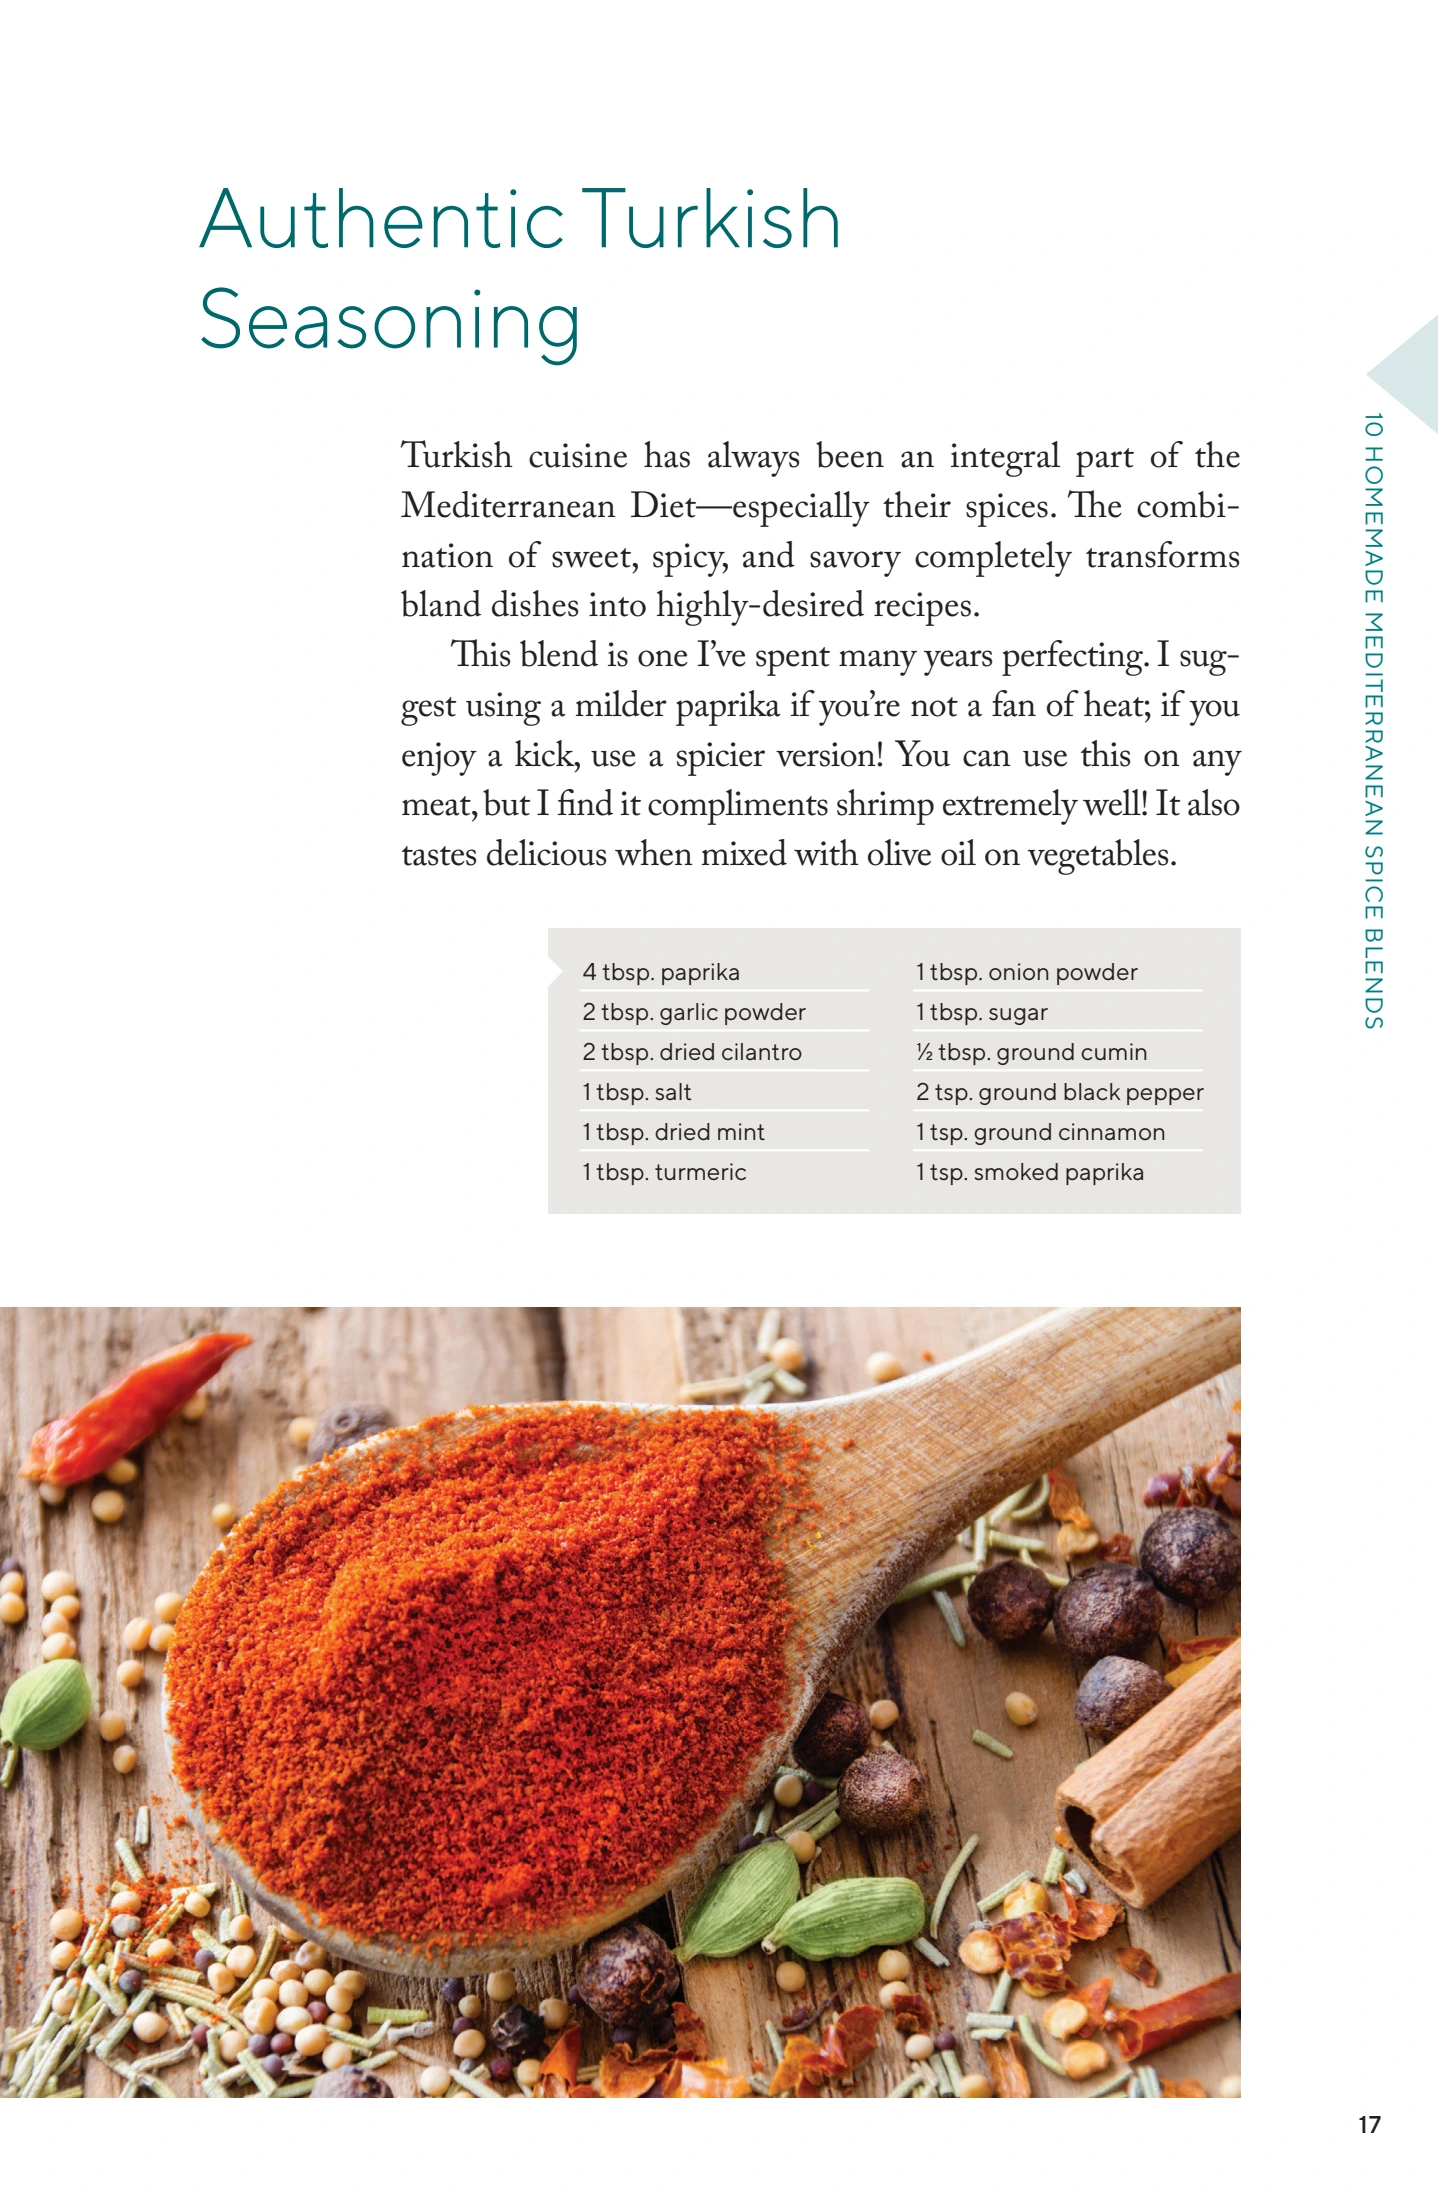 Authentic Turkish
Seasoning
Turkish cuisine has always been an integral part of the
Mediterranean Diet—especially their spices. The combi-
nation of sweet, spicy, and savory completely transforms
bland dishes into highly-desired recipes.
This blend is one I’ve spent many years perfecting. I sug-
gest using a milder paprika if you’re not a fan of heat; if you
enjoy a kick, use a spicier version! You can use this on any
meat, but I find it compliments shrimp extremely well! It also
tastes delicious when mixed with olive oil on vegetables.
4 tbsp. paprika
2 tbsp. garlic powder
2 tbsp. dried cilantro
1 tbsp. salt
1 tbsp. dried mint
1 tbsp. turmeric
1 tbsp. onion powder
1 tbsp. sugar
½ tbsp. ground cumin
2 tsp. ground black pepper
1 tsp. ground cinnamon
1 tsp. smoked paprika
10 HOMEMADE MEDITERRANEAN SPICE BLENDS
17